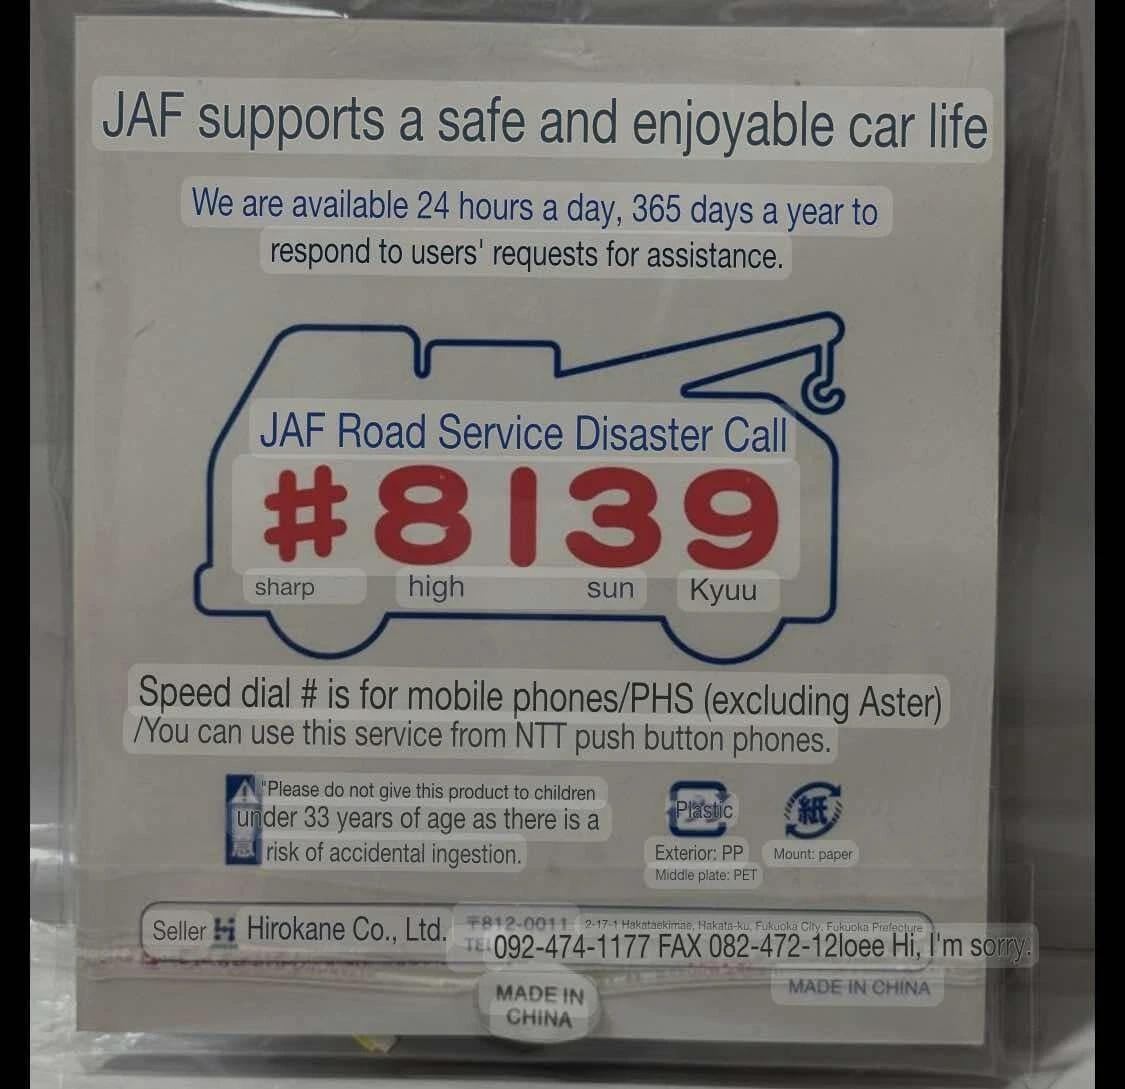 JAF supports a safe and enjoyable car life
We are available 24 hours a day, 365 days a year to
respond to users' requests for assistance.
JAF Road Service Disaster Call
#8139
sharp high sun Kyuu
Speed dial # is for mobile phones/PHS (excluding Aster)
/You can use this service from NTT push button phones.
"Please do not give this product to children
under 33 years of age as there is a
risk of accidental ingestion.
Plastic
紙
Exterior: PP
Mount: paper
Middle plate: PET
Seller Hirokane Co., Ltd.
〒812-0011 2-17-1 Hakataekimae, Hakata-ku, Fukuoka City, Fukuoka Prefecture
TEL 092-474-1177 FAX 082-472-12loee Hi, I'm sorry.
MADE IN CHINA
MADE IN
CHINA